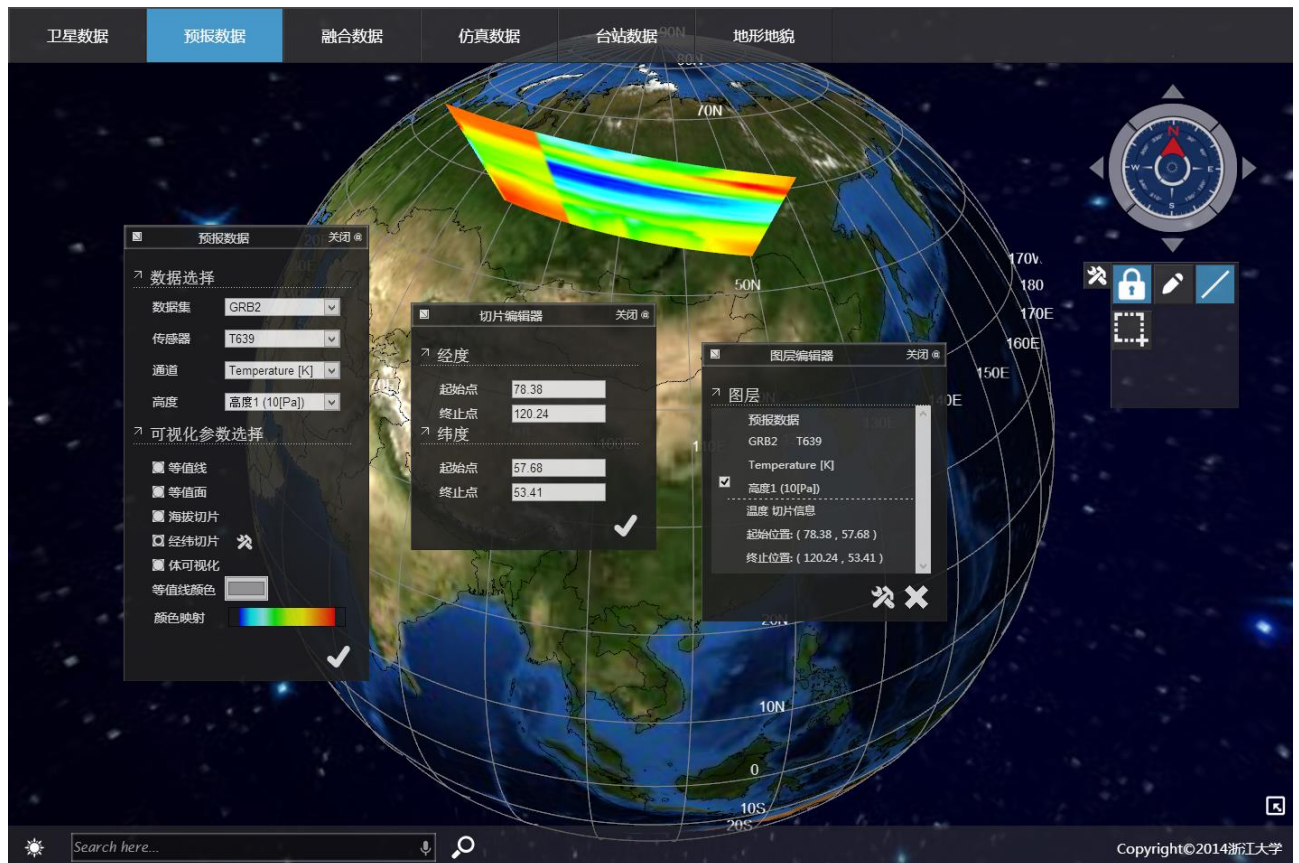 卫星数据 预报数据 融合数据 仿真数据 台站数据 地形地貌
90N
80N
70N
N
W E
S
预报数据 关闭
数据选择
数据集 GRB2
传感器 T639
通道 Temperature [K]
高度 高度1 (10[Pa])
可视化参数选择
等值线
等值面
海拔切片
经纬切片
体可视化
等值线颜色
颜色映射
50N
切片编辑器 关闭
经度
起始点 78.38
终止点 120.24
纬度
起始点 57.68
终止点 53.41
图层编辑器 关闭
图层
预报数据
GRB2 T639
Temperature [K]
高度1 (10[Pa])
温度 切片信息
起始位置: ( 78.38 , 57.68 )
终止位置: ( 120.24 , 53.41 )
180
170E
160E
150E
20N
10N
0
10S
20S
Search here...
Copyright©2014浙江大学